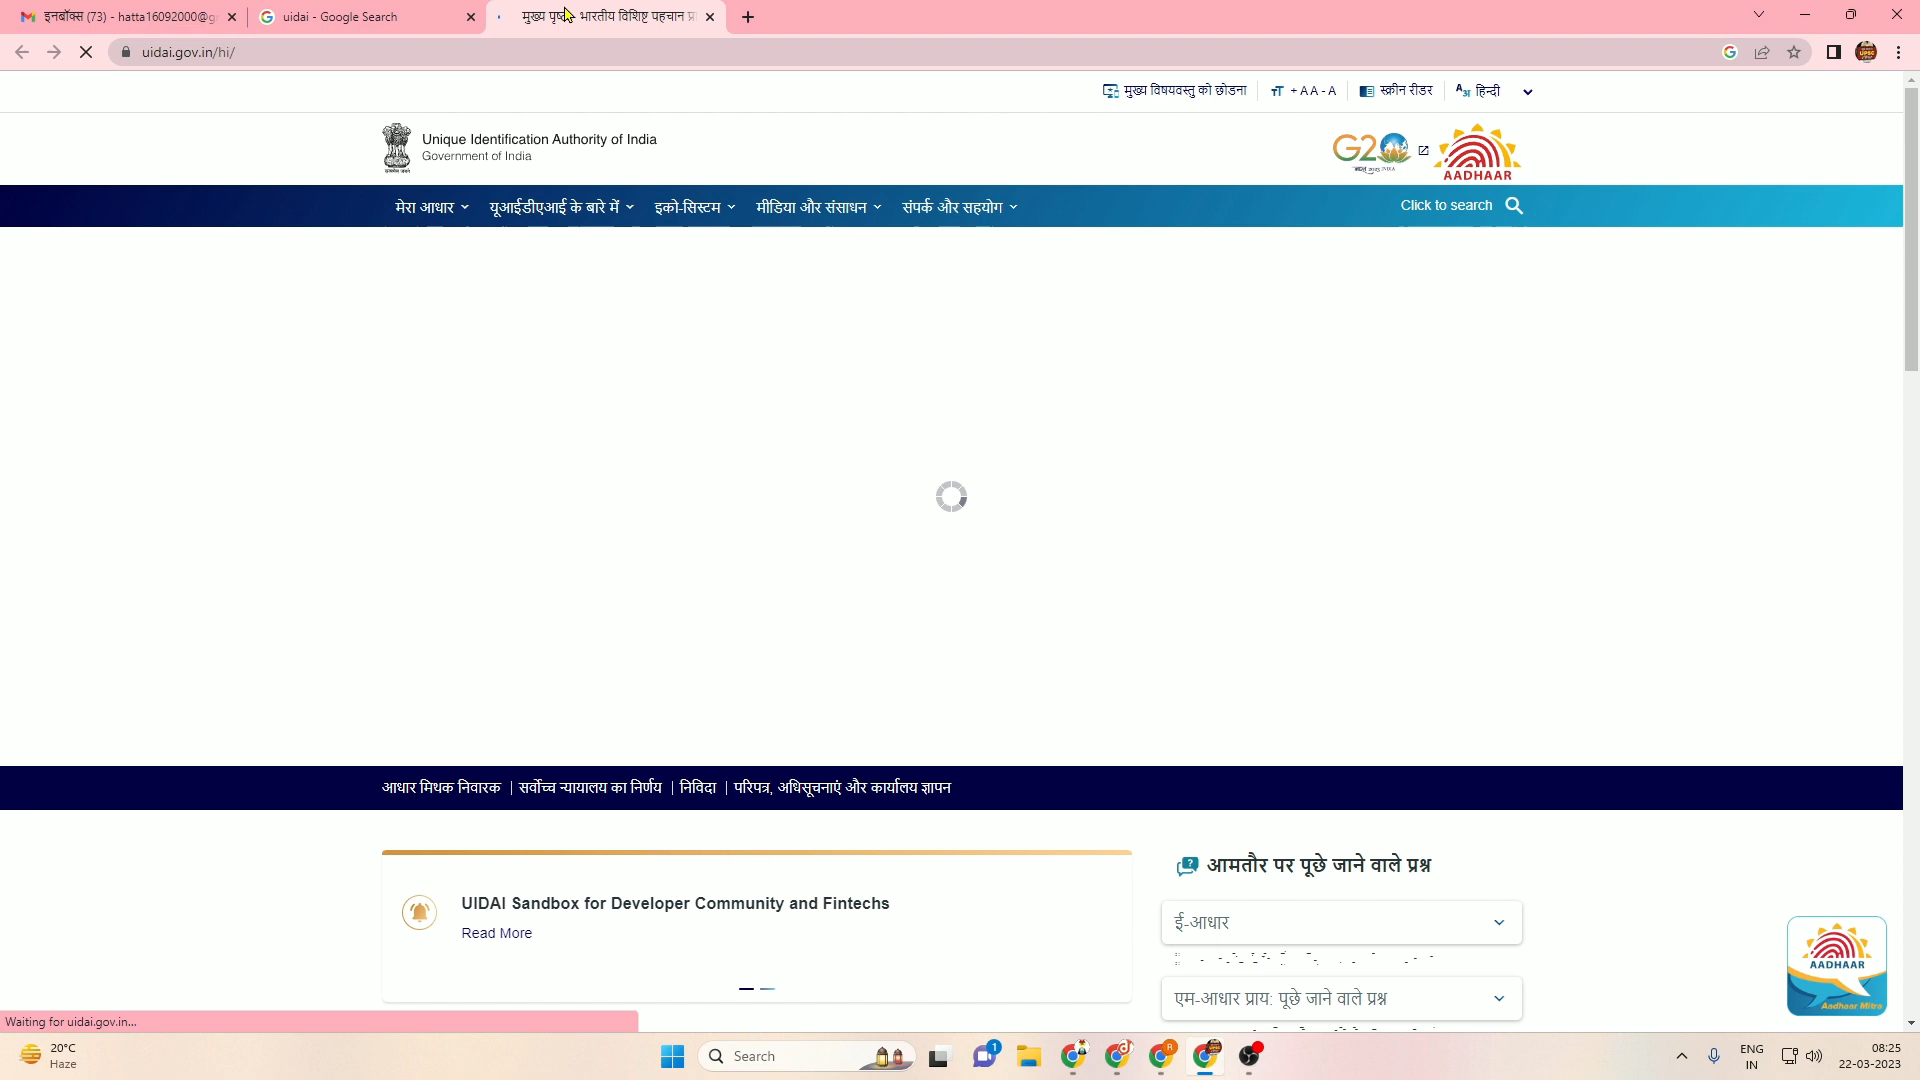 इनबॉक्स (73) - hatta16092000@g
uidai - Google Search
मुख्य पृष्ठ - भारतीय विशिष्ट पहचान प्रा
uidai.gov.in/hi/
मुख्य विषयवस्तु को छोडना
+ A A - A
स्क्रीन रीडर
हिन्दी
Unique Identification Authority of India
Government of India
G20
AADHAAR
मेरा आधार
यूआईडीएआई के बारे में
इको-सिस्टम
मीडिया और संसाधन
संपर्क और सहयोग
Click to search
आधार मिथक निवारक | सर्वोच्च न्यायालय का निर्णय | निविदा | परिपत्र, अधिसूचनाएं और कार्यालय ज्ञापन
UIDAI Sandbox for Developer Community and Fintechs
Read More
आमतौर पर पूछे जाने वाले प्रश्न
ई-आधार
एम-आधार प्राय: पूछे जाने वाले प्रश्न
AADHAAR
Aadhaar Mitra
Waiting for uidai.gov.in...
20°C
Haze
Search
1
ENG
IN
08:25
22-03-2023